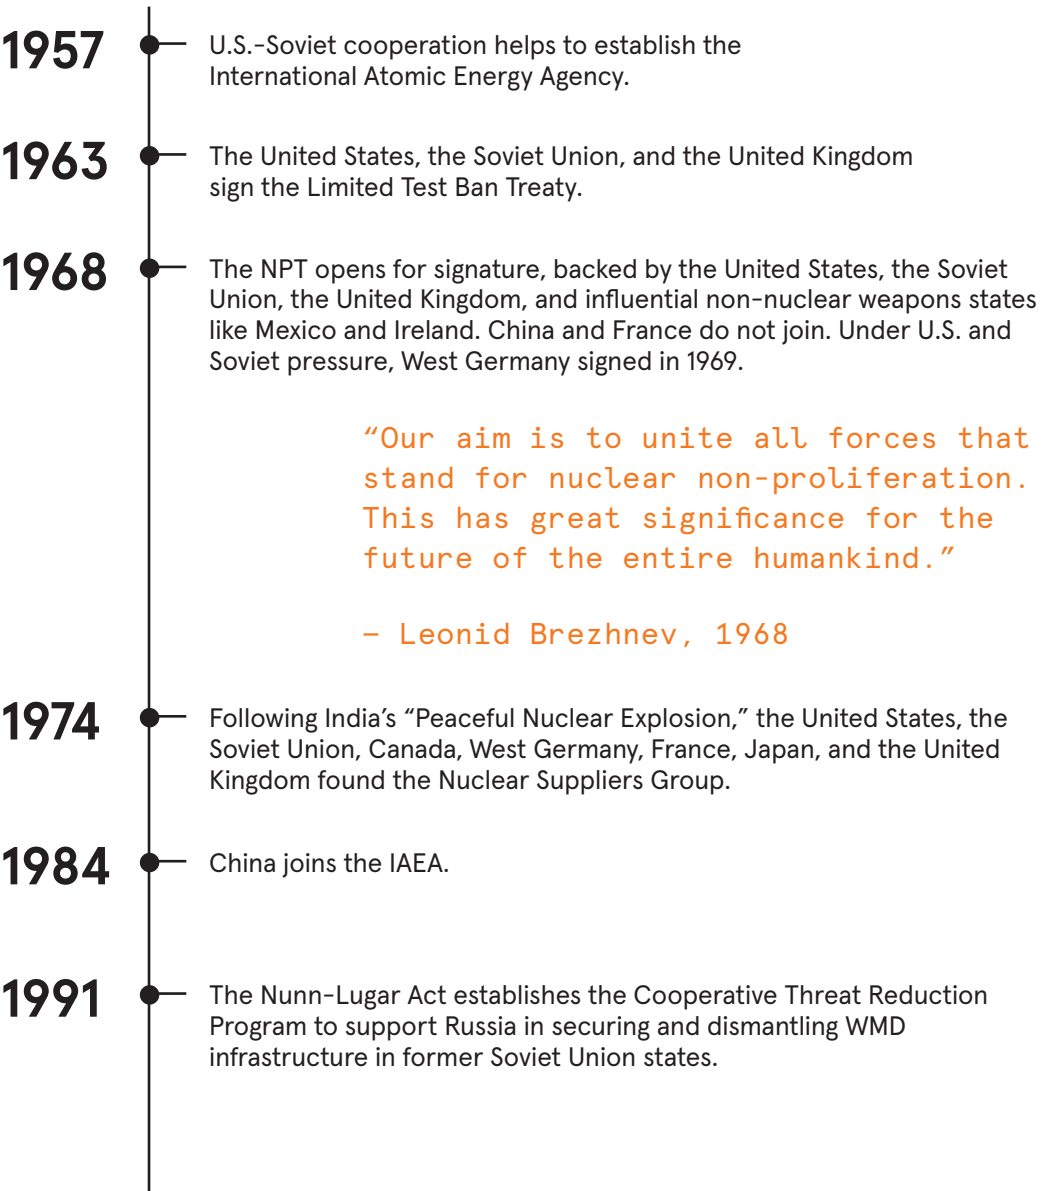 1957
U.S.-Soviet cooperation helps to establish the
International Atomic Energy Agency.
1963
The United States, the Soviet Union, and the United Kingdom
sign the Limited Test Ban Treaty.
1968
The NPT opens for signature, backed by the United States, the Soviet
Union, the United Kingdom, and influential non-nuclear weapons states
like Mexico and Ireland. China and France do not join. Under U.S. and
Soviet pressure, West Germany signed in 1969.
“Our aim is to unite all forces that
stand for nuclear non-proliferation.
This has great significance for the
future of the entire humankind.”
– Leonid Brezhnev, 1968
1974
Following India’s “Peaceful Nuclear Explosion,” the United States, the
Soviet Union, Canada, West Germany, France, Japan, and the United
Kingdom found the Nuclear Suppliers Group.
1984
China joins the IAEA.
1991
The Nunn-Lugar Act establishes the Cooperative Threat Reduction
Program to support Russia in securing and dismantling WMD
infrastructure in former Soviet Union states.